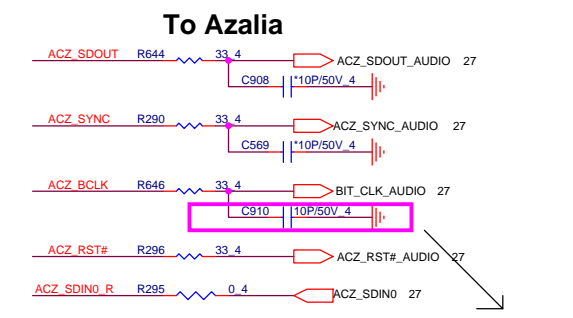 To Azalia
ACZ_SDOUT R644 33_4 ACZ_SDOUT_AUDIO 27
C908 *10P/50V_4
ACZ_SYNC R290 33_4 ACZ_SYNC_AUDIO 27
C569 *10P/50V_4
ACZ_BCLK R646 33_4 BIT_CLK_AUDIO 27
C910 10P/50V_4
ACZ_RST# R296 33_4 ACZ_RST#_AUDIO 27
ACZ_SDIN0_R R295 0_4 ACZ_SDIN0 27